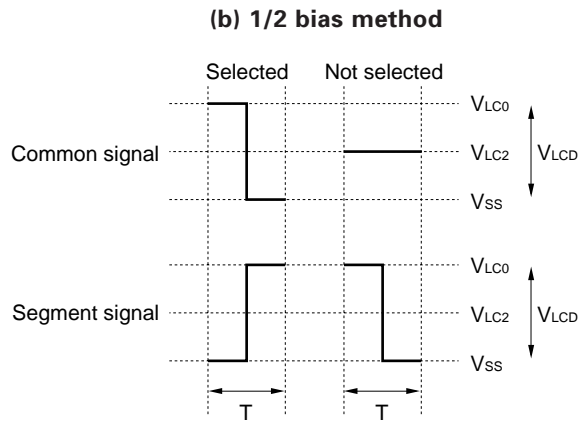 (b) 1/2 bias method
Selected
Not selected
Common signal
VLC0
VLC2
VSS
VLCD
Segment signal
VLC0
VLC2
VSS
VLCD
T
T